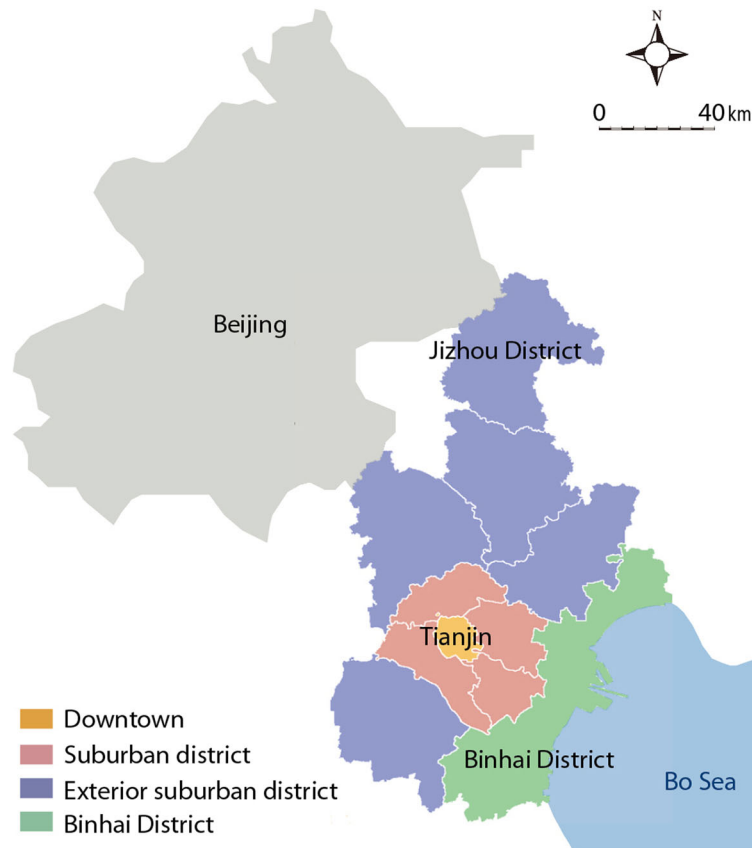 N
0 40 km
Beijing
Jizhou District
Tianjin
Binhai District
Bo Sea
Downtown
Suburban district
Exterior suburban district
Binhai District